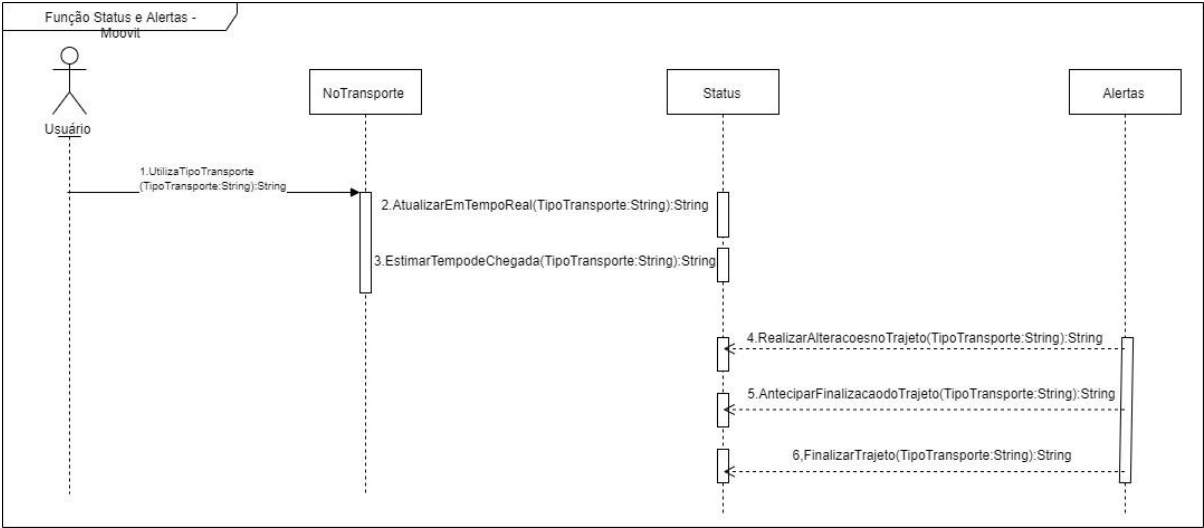 Função Status e Alertas -
Moovit
Usuário
NoTransporte
Status
Alertas
1.UtilizaTipoTransporte
(TipoTransporte:String):String
2.AtualizarEmTempoReal(TipoTransporte:String):String
3.EstimarTempodeChegada(TipoTransporte:String):String
4.RealizarAlteracoesnoTrajeto(TipoTransporte:String):String
5.AnteciparFinalizacaodoTrajeto(TipoTransporte:String):String
6,FinalizarTrajeto(TipoTransporte:String):String